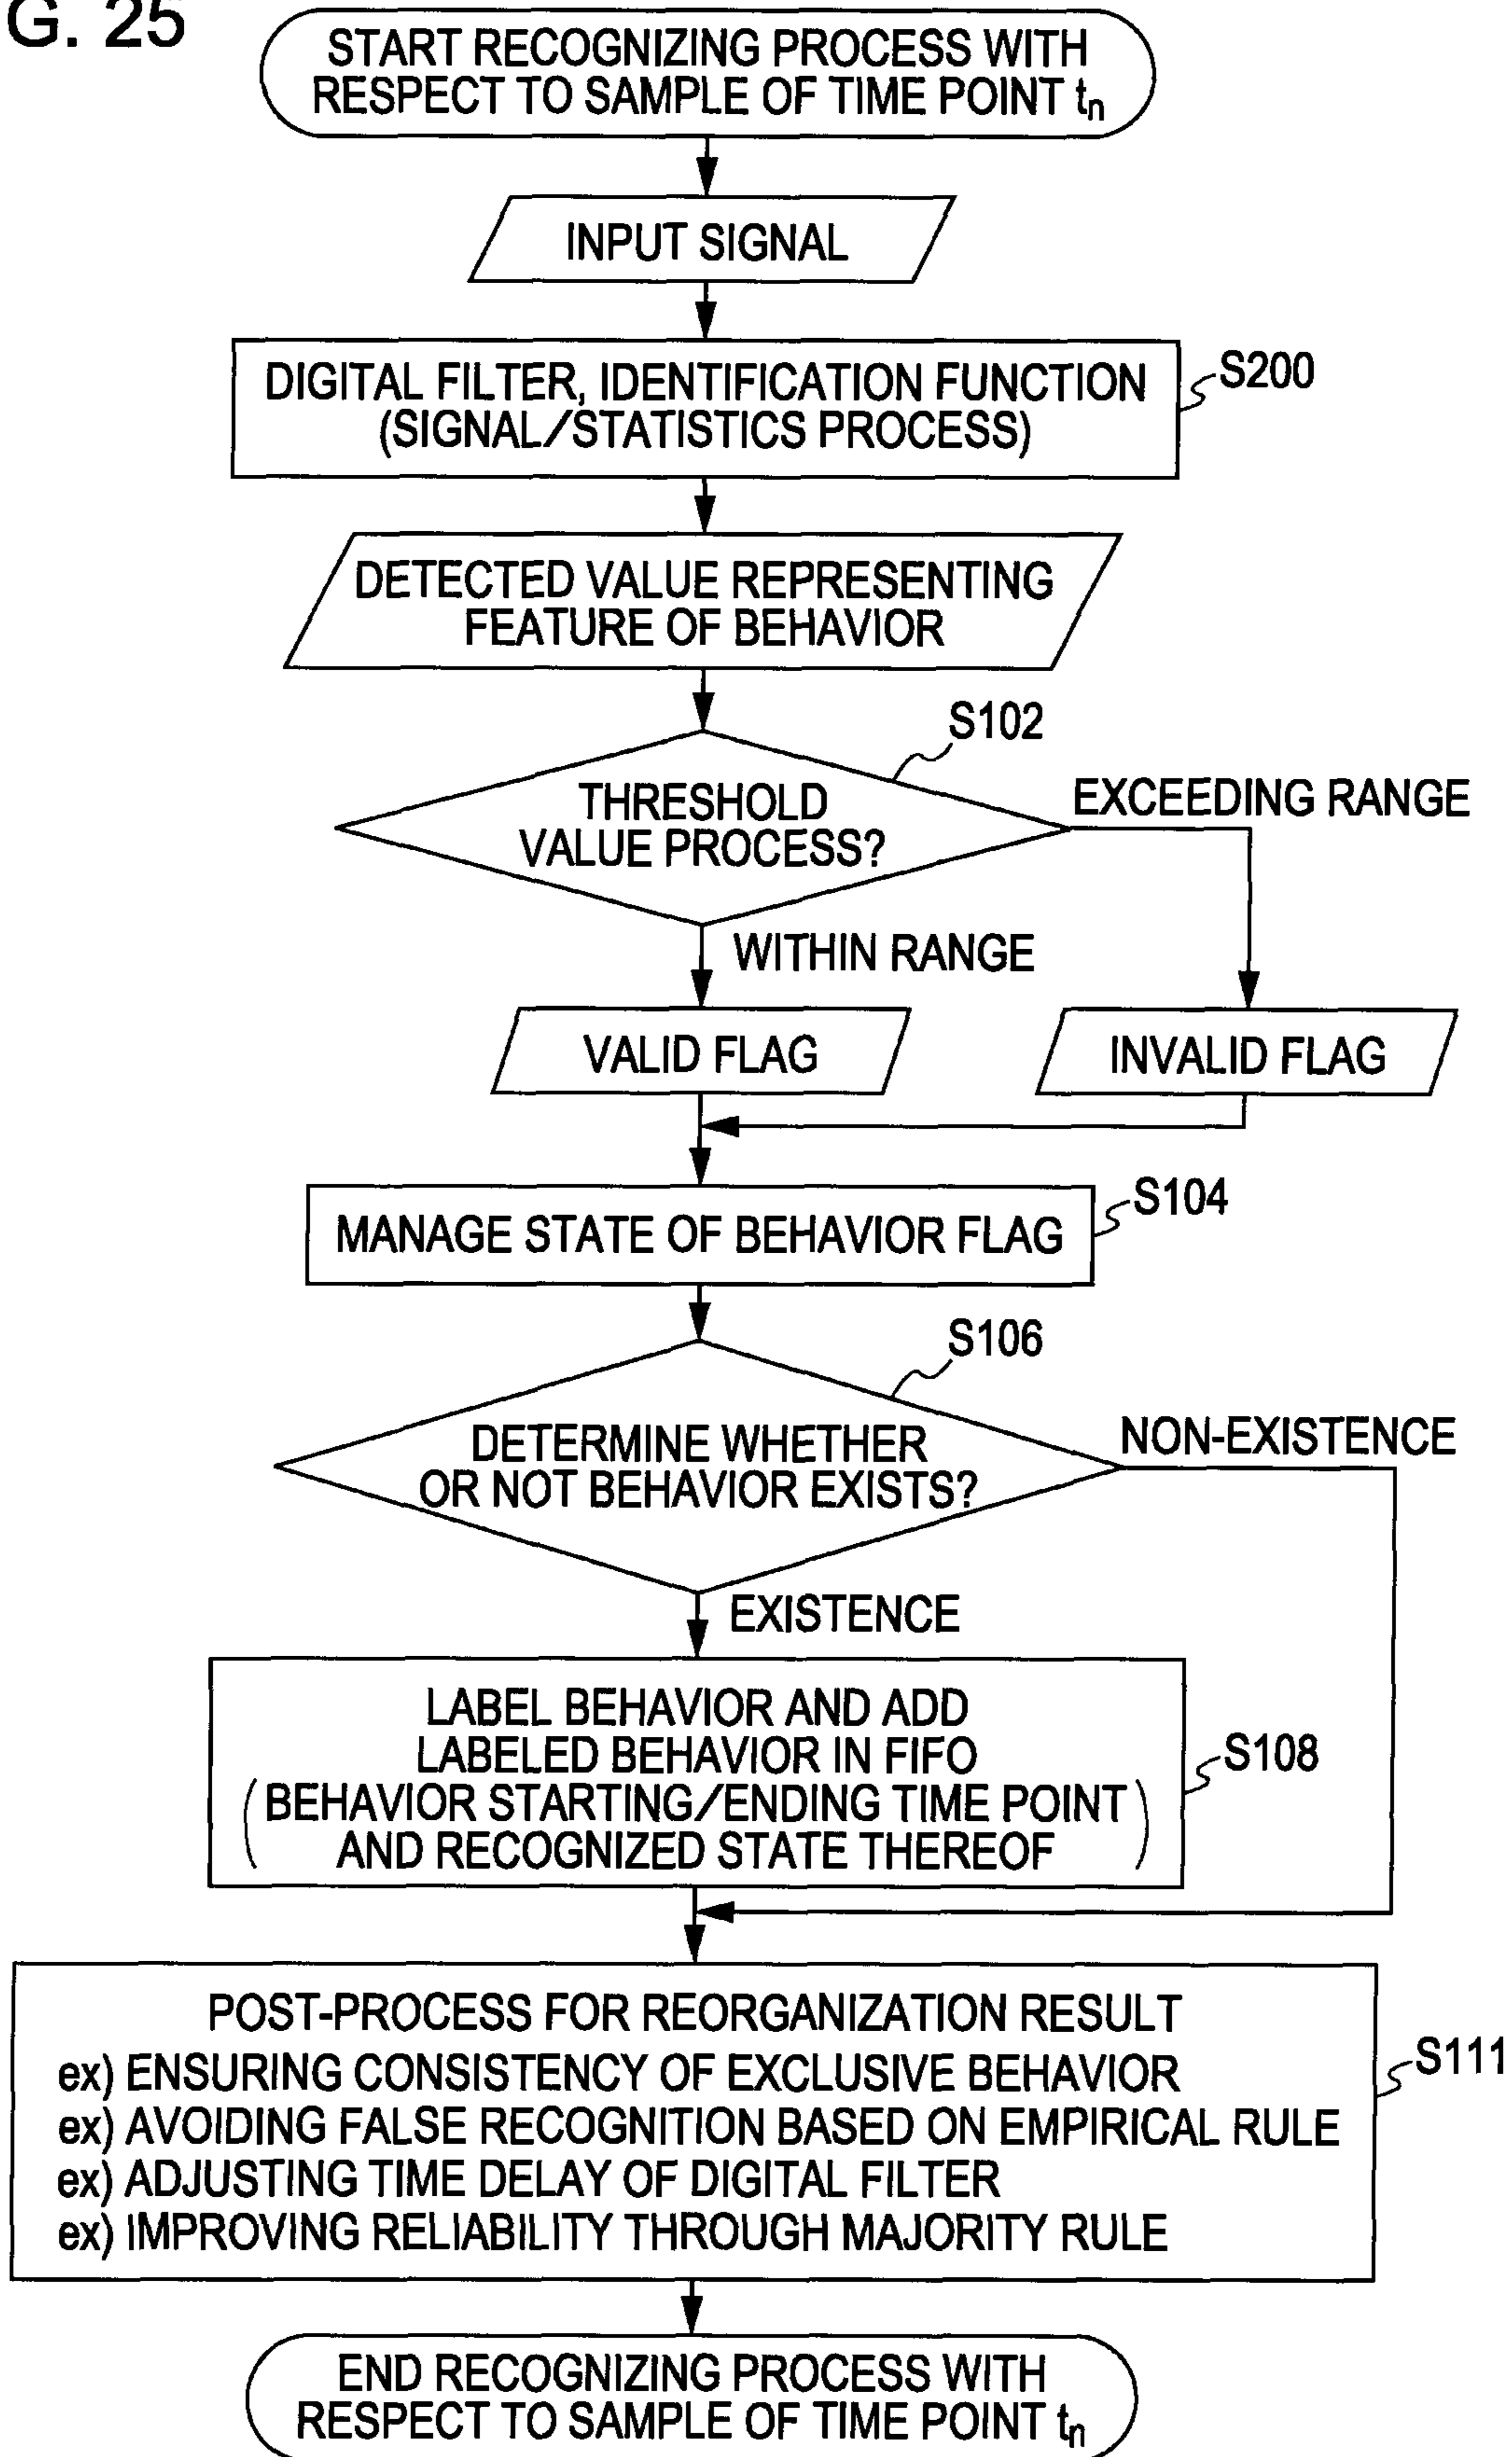 G. 25
START RECOGNIZING PROCESS WITH
RESPECT TO SAMPLE OF TIME POINT tn
INPUT SIGNAL
DIGITAL FILTER, IDENTIFICATION FUNCTION
(SIGNAL/STATISTICS PROCESS)
S200
DETECTED VALUE REPRESENTING
FEATURE OF BEHAVIOR
S102
THRESHOLD
VALUE PROCESS?
EXCEEDING RANGE
WITHIN RANGE
VALID FLAG
INVALID FLAG
MANAGE STATE OF BEHAVIOR FLAG
S104
S106
DETERMINE WHETHER
OR NOT BEHAVIOR EXISTS?
NON-EXISTENCE
EXISTENCE
LABEL BEHAVIOR AND ADD
LABELED BEHAVIOR IN FIFO
(BEHAVIOR STARTING/ENDING TIME POINT
AND RECOGNIZED STATE THEREOF)
S108
POST-PROCESS FOR REORGANIZATION RESULT
ex) ENSURING CONSISTENCY OF EXCLUSIVE BEHAVIOR
ex) AVOIDING FALSE RECOGNITION BASED ON EMPIRICAL RULE
ex) ADJUSTING TIME DELAY OF DIGITAL FILTER
ex) IMPROVING RELIABILITY THROUGH MAJORITY RULE
S111
END RECOGNIZING PROCESS WITH
RESPECT TO SAMPLE OF TIME POINT tn